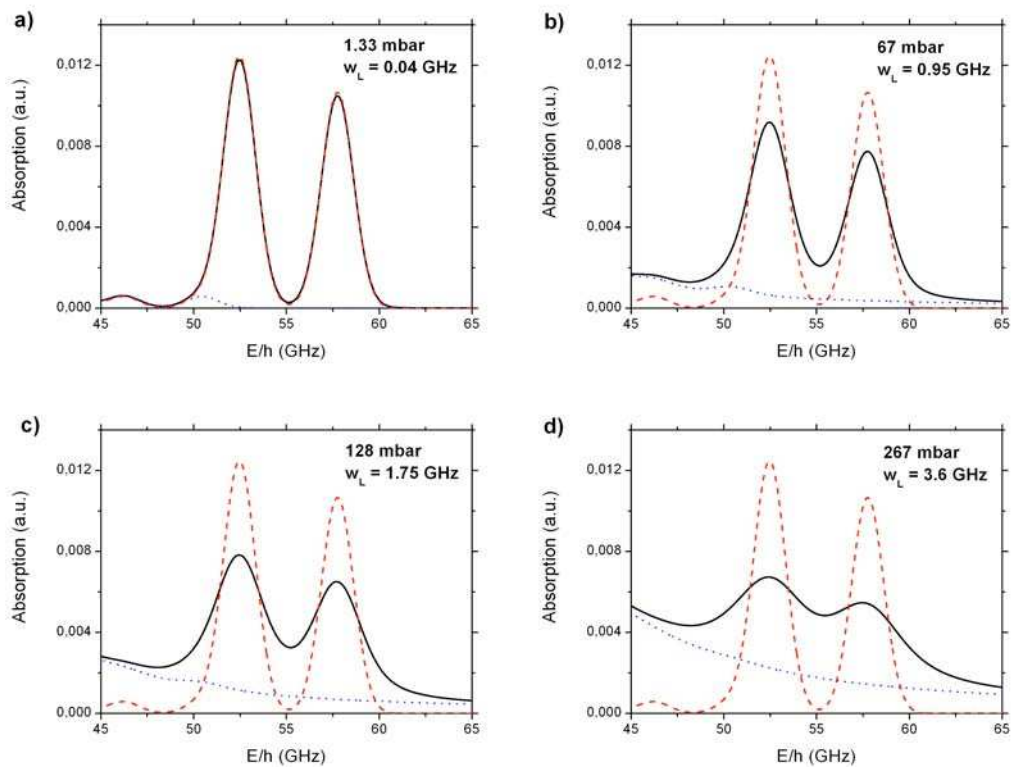 a)
1.33 mbar
w_L = 0.04 GHz
Absorption (a.u.)
0.012
0.008
0.004
0.000
45 50 55 60 65
E/h (GHz)
b)
67 mbar
w_L = 0.95 GHz
Absorption (a.u.)
0.012
0.008
0.004
0.000
45 50 55 60 65
E/h (GHz)
c)
128 mbar
w_L = 1.75 GHz
Absorption (a.u.)
0.012
0.008
0.004
0.000
45 50 55 60 65
E/h (GHz)
d)
267 mbar
w_L = 3.6 GHz
Absorption (a.u.)
0.012
0.008
0.004
0.000
45 50 55 60 65
E/h (GHz)